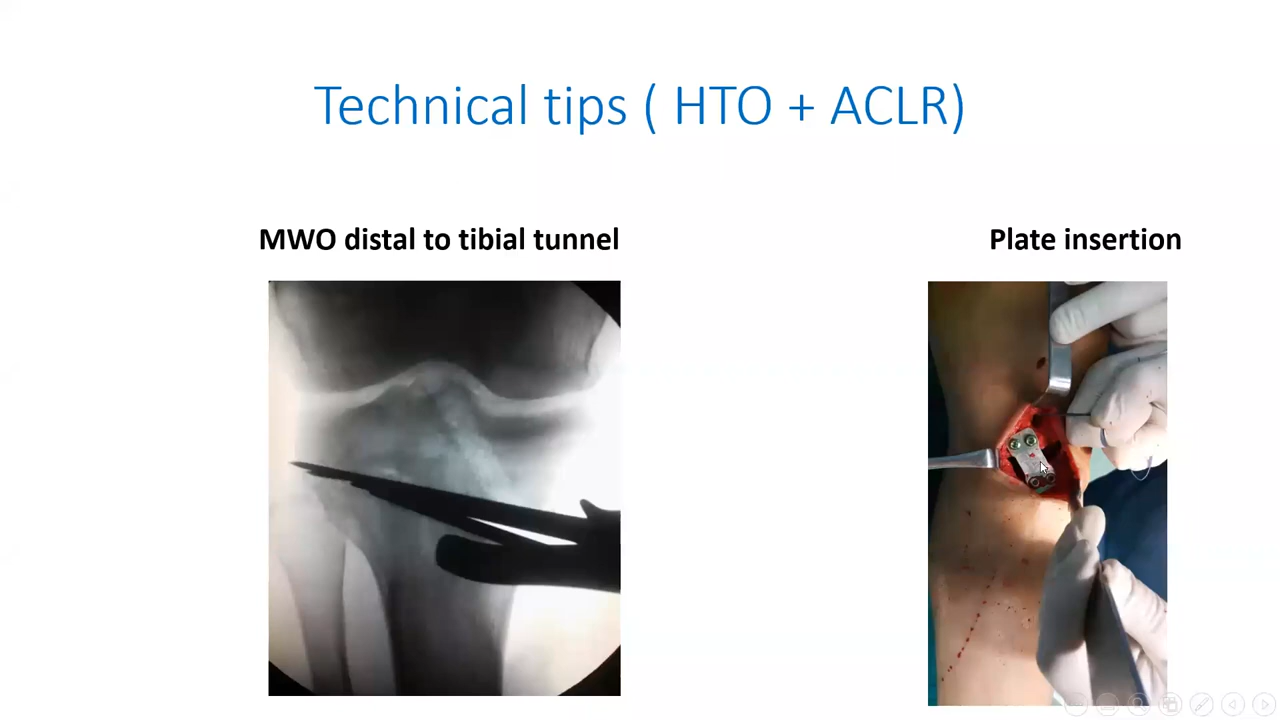 Technical tips ( HTO + ACLR)
MWO distal to tibial tunnel
Plate insertion